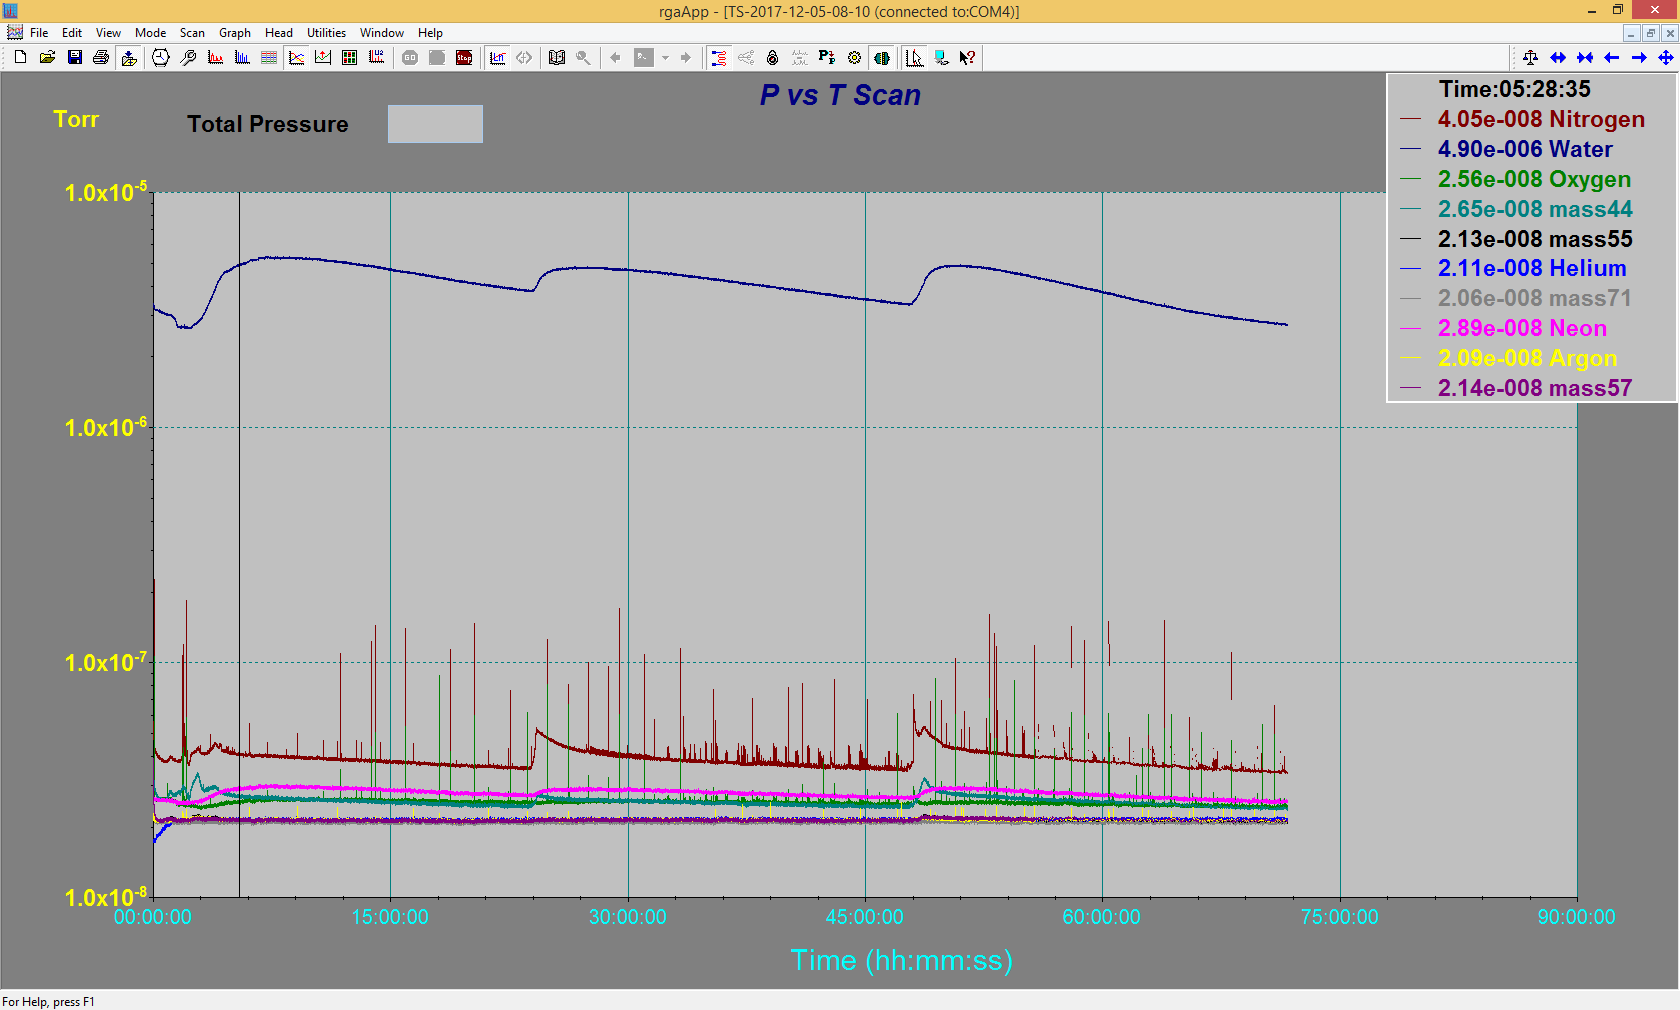 rgaApp - [TS-2017-12-05-08-10 (connected to:COM4)]
File Edit View Mode Scan Graph Head Utilities Window Help
GO Stop
P vs T Scan
Torr
Total Pressure
Time:05:28:35
4.05e-008 Nitrogen
4.90e-006 Water
2.56e-008 Oxygen
2.65e-008 mass44
2.13e-008 mass55
2.11e-008 Helium
2.06e-008 mass71
2.89e-008 Neon
2.09e-008 Argon
2.14e-008 mass57
1.0x10-5
1.0x10-6
1.0x10-7
1.0x10-8
00:00:00 15:00:00 30:00:00 45:00:00 60:00:00 75:00:00 90:00:00
Time (hh:mm:ss)
For Help, press F1